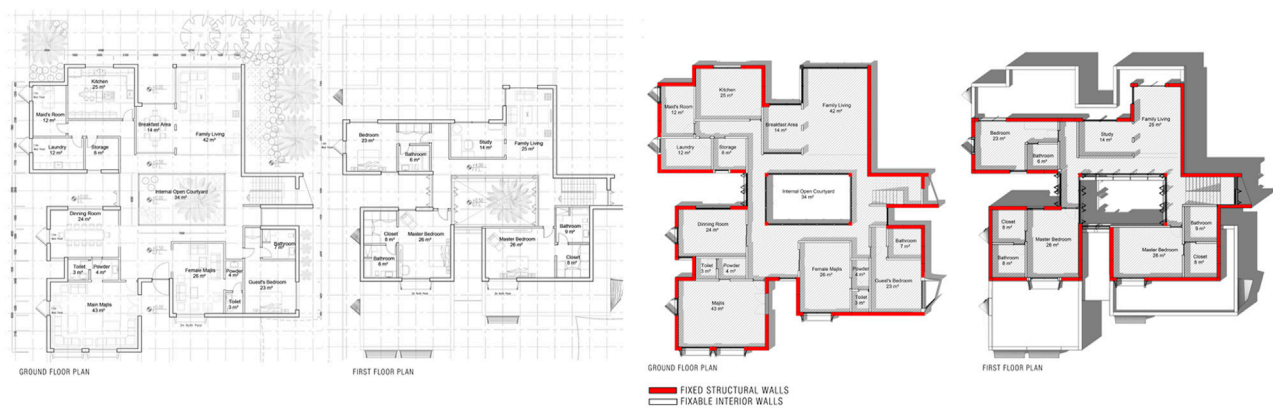 Kitchen
25 m²
Maid's Room
12 m²
Breakfast Area
14 m²
Family Living
42 m²
Laundry
12 m²
Storage
8 m²
Internal Open Courtyard
34 m²
Dinning Room
24 m²
Toilet
3 m²
Powder
4 m²
Main Majlis
43 m²
Female Majlis
26 m²
Powder
4 m²
Toilet
3 m²
Bathroom
7 m²
Guest's Bedroom
23 m²
GROUND FLOOR PLAN
Bedroom
23 m²
Bathroom
6 m²
Study
14 m²
Family Living
25 m²
Closet
8 m²
Master Bedroom
26 m²
Bathroom
8 m²
Master Bedroom
26 m²
Bathroom
9 m²
Closet
8 m²
FIRST FLOOR PLAN
Kitchen
25 m²
Maid's Room
12 m²
Breakfast Area
14 m²
Family Living
42 m²
Laundry
12 m²
Storage
8 m²
Internal Open Courtyard
34 m²
Dinning Room
24 m²
Toilet
3 m²
Powder
4 m²
Majlis
43 m²
Female Majlis
26 m²
Powder
4 m²
Toilet
3 m²
Bathroom
7 m²
Guest's Bedroom
23 m²
GROUND FLOOR PLAN
FIXED STRUCTURAL WALLS
FIXABLE INTERIOR WALLS
Bedroom
23 m²
Bathroom
6 m²
Study
14 m²
Family Living
25 m²
Closet
8 m²
Master Bedroom
26 m²
Bathroom
8 m²
Master Bedroom
26 m²
Bathroom
9 m²
Closet
8 m²
FIRST FLOOR PLAN